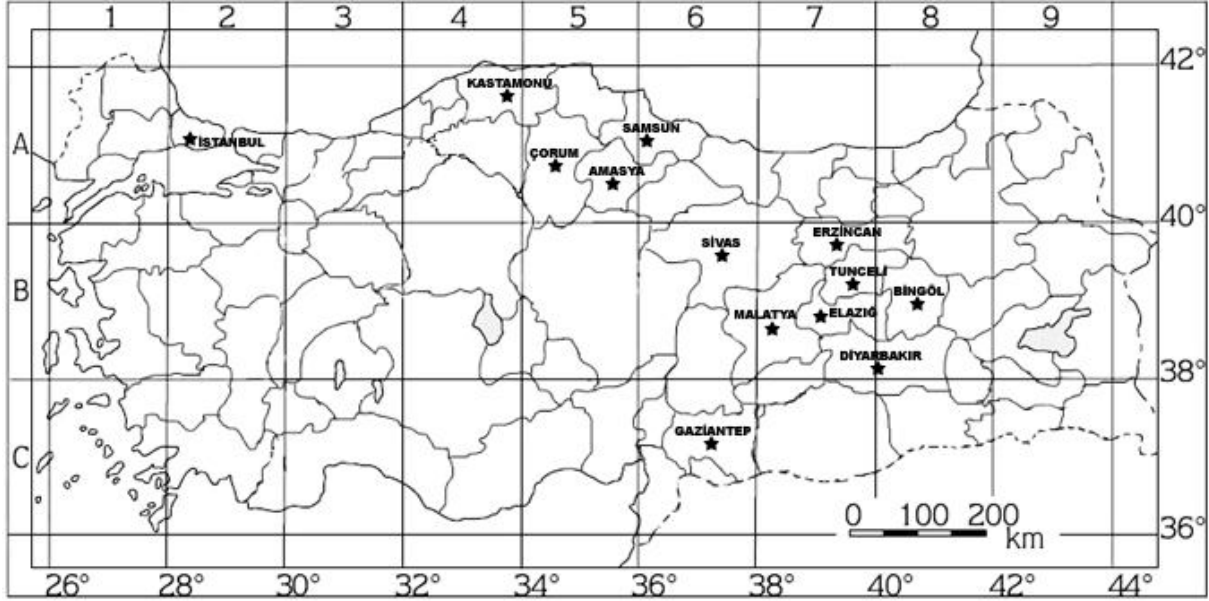 1 2 3 4 5 6 7 8 9
42°
KASTAMONU
A
İSTANBUL
SAMSUN
ÇORUM
AMASYA
40°
SİVAS
ERZİNCAN
TUNCELİ
B
BİNGÖL
MALATYA
ELAZIĞ
DİYARBAKIR
38°
GAZİANTEP
C
0 100 200
km
36°
26° 28° 30° 32° 34° 36° 38° 40° 42° 44°